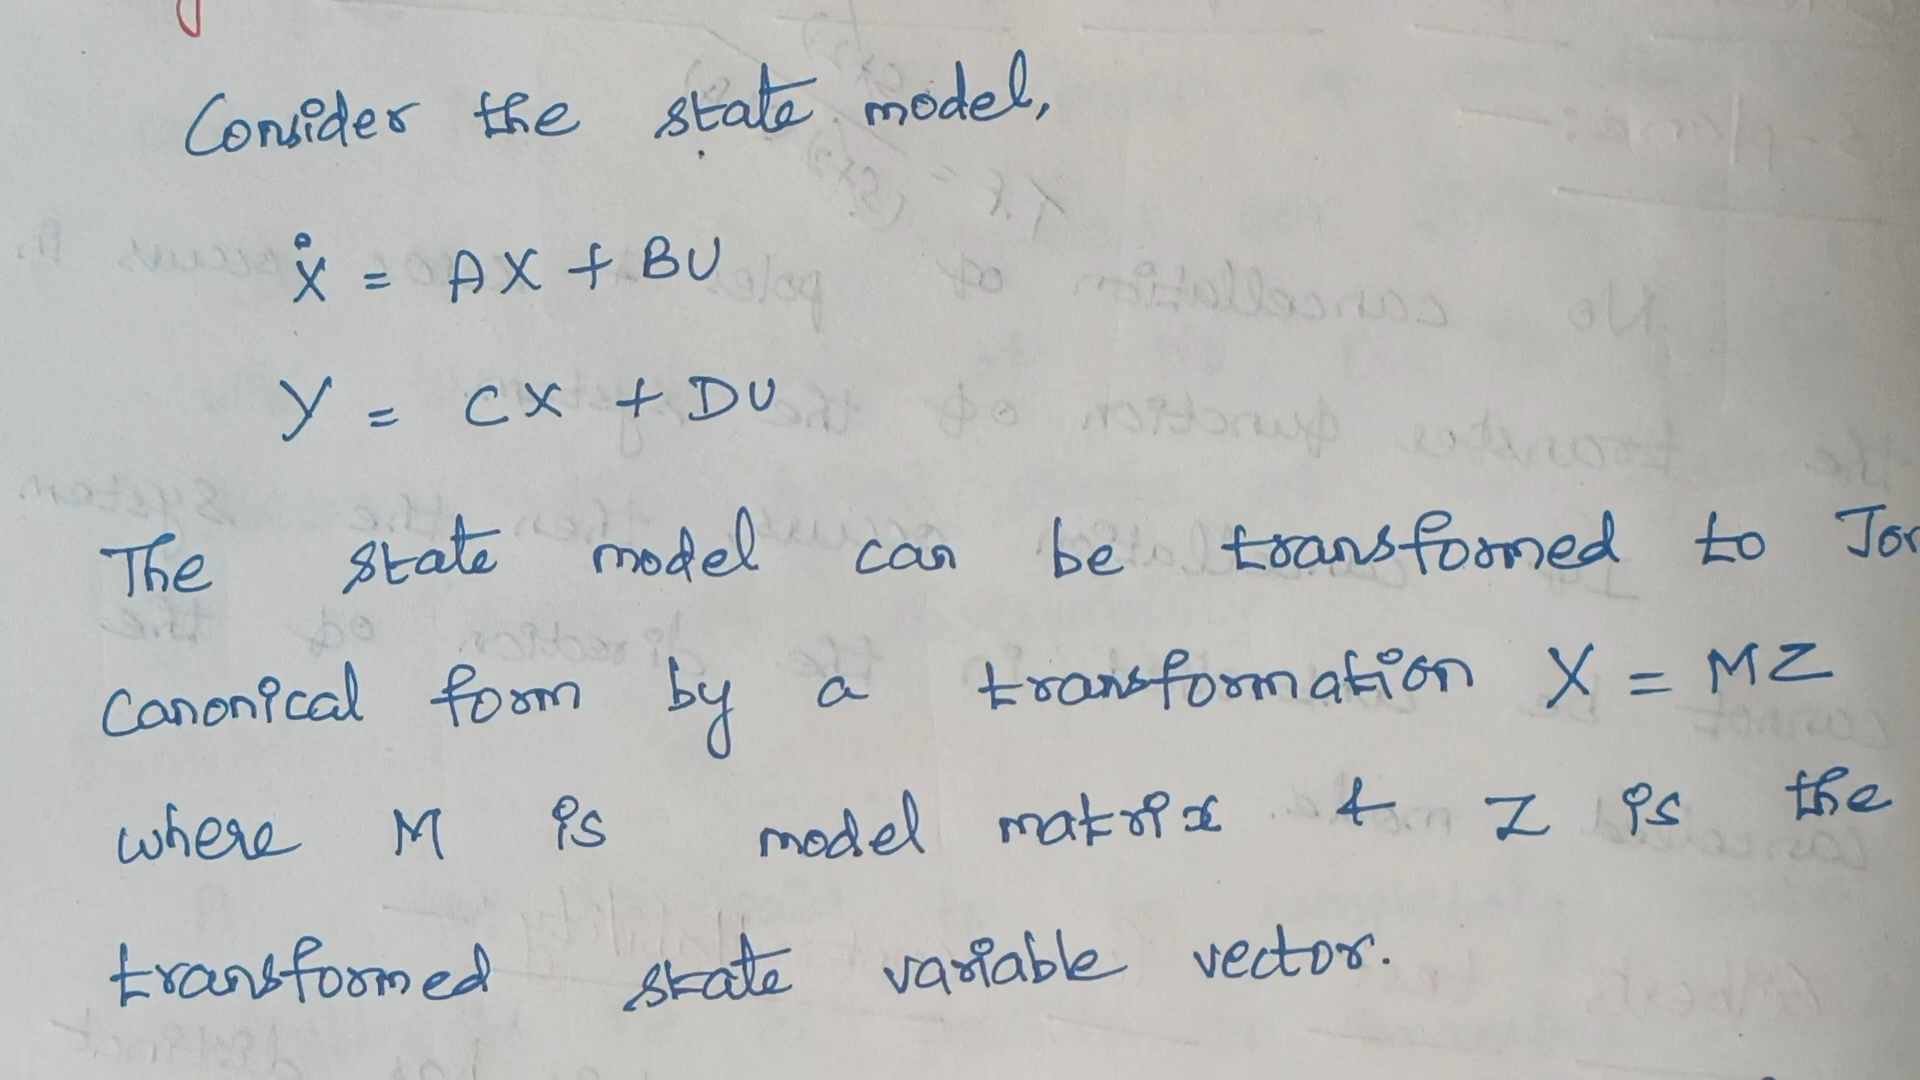 Consider the state model,
Ẋ = AX + BU
Y = CX + DU
The state model can be transformed to Jor
canonical form by a transformation X = MZ
where M is model matrix & Z is the
transformed state variable vector.